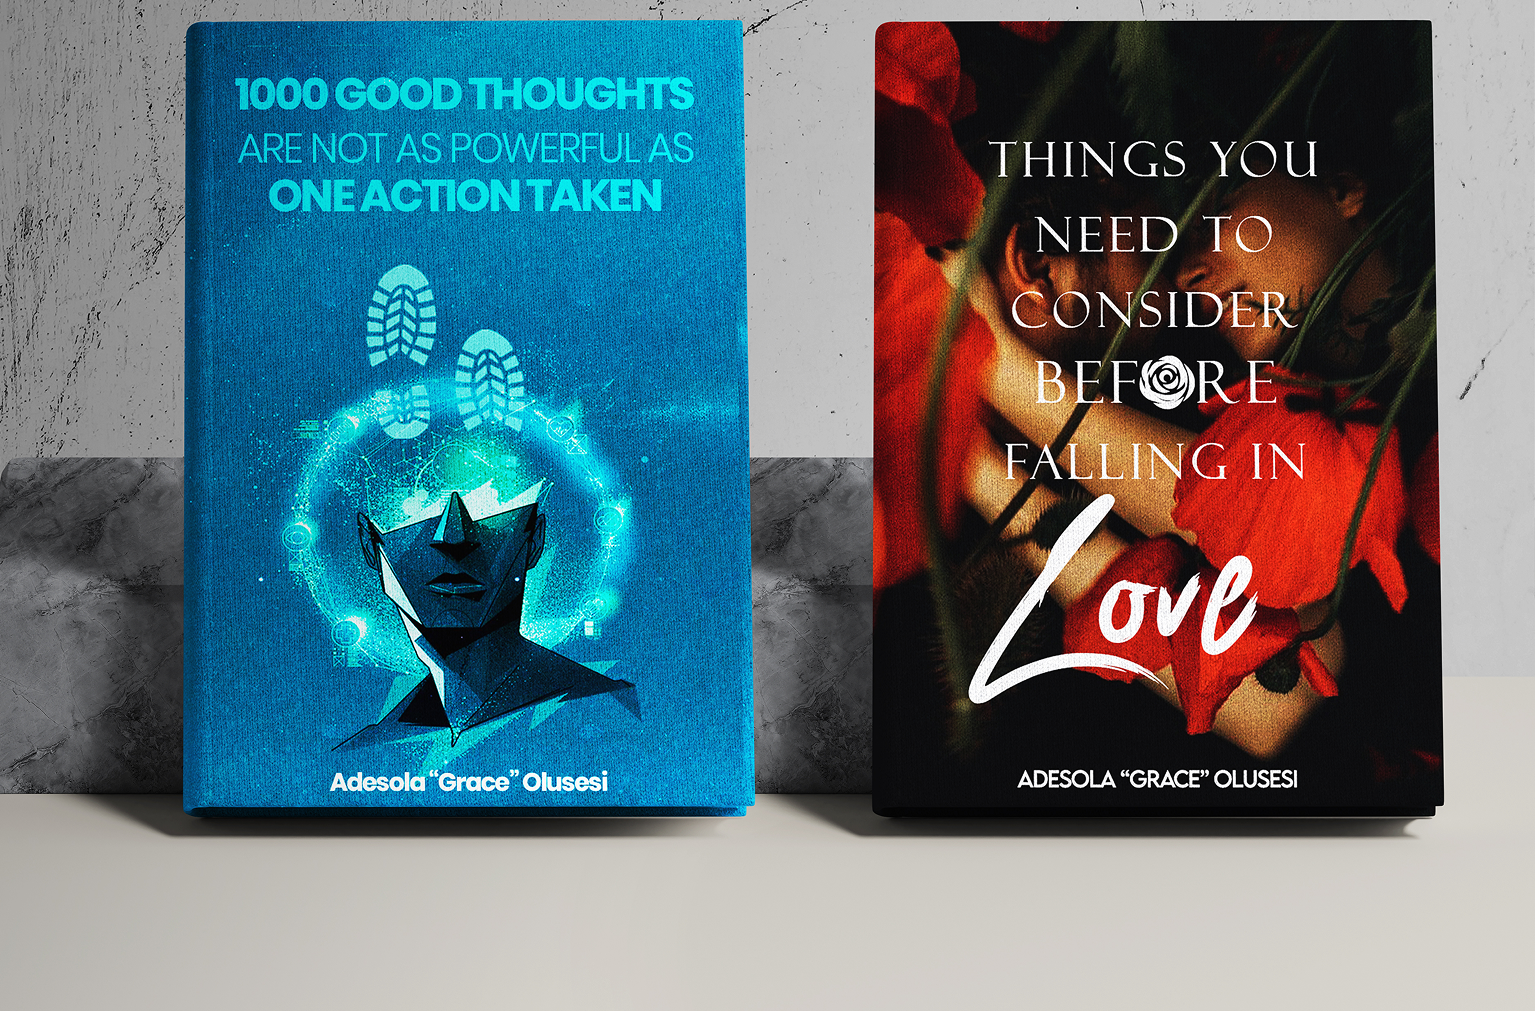 1000 GOOD THOUGHTS
ARE NOT AS POWERFUL AS
ONE ACTION TAKEN
Adesola “Grace” Olusesi
THINGS YOU
NEED TO
CONSIDER
BEFORE
FALLING IN
Love
ADESOLA “GRACE” OLUSESI